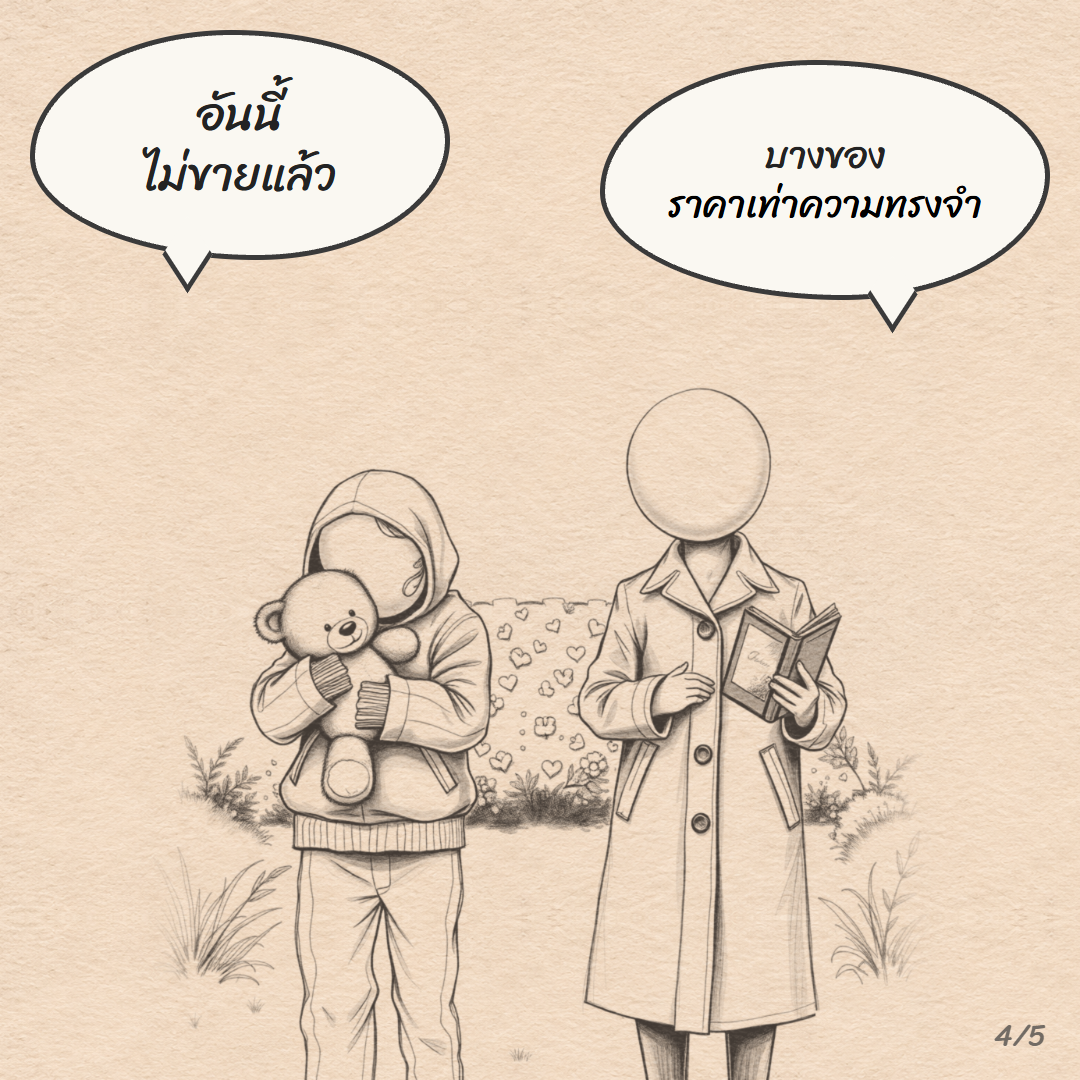 อันนี้
ไม่ขายแล้ว
บางของ
ราคาเท่าความทรงจำ
4/5